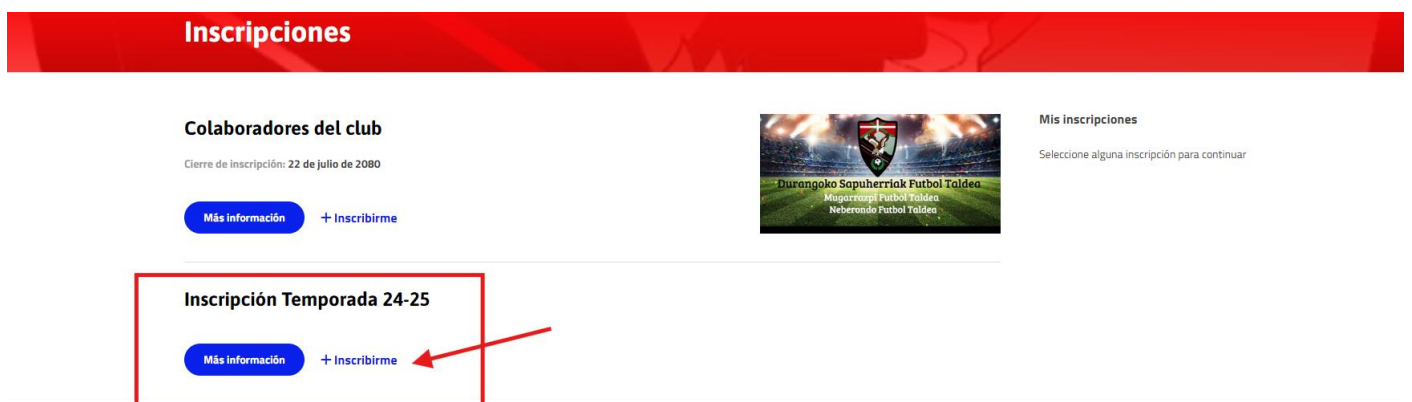 Inscripciones
Colaboradores del club
Cierre de inscripción: 22 de julio de 2080
Más información
+ Inscribirme
Durangoko Sapuherriak Futbol Taldea
Mugarrazpi Futbol Taldea
Neberondo Futbol Taldea
Mis inscripciones
Seleccione alguna inscripción para continuar
Inscripción Temporada 24-25
Más información
+ Inscribirme